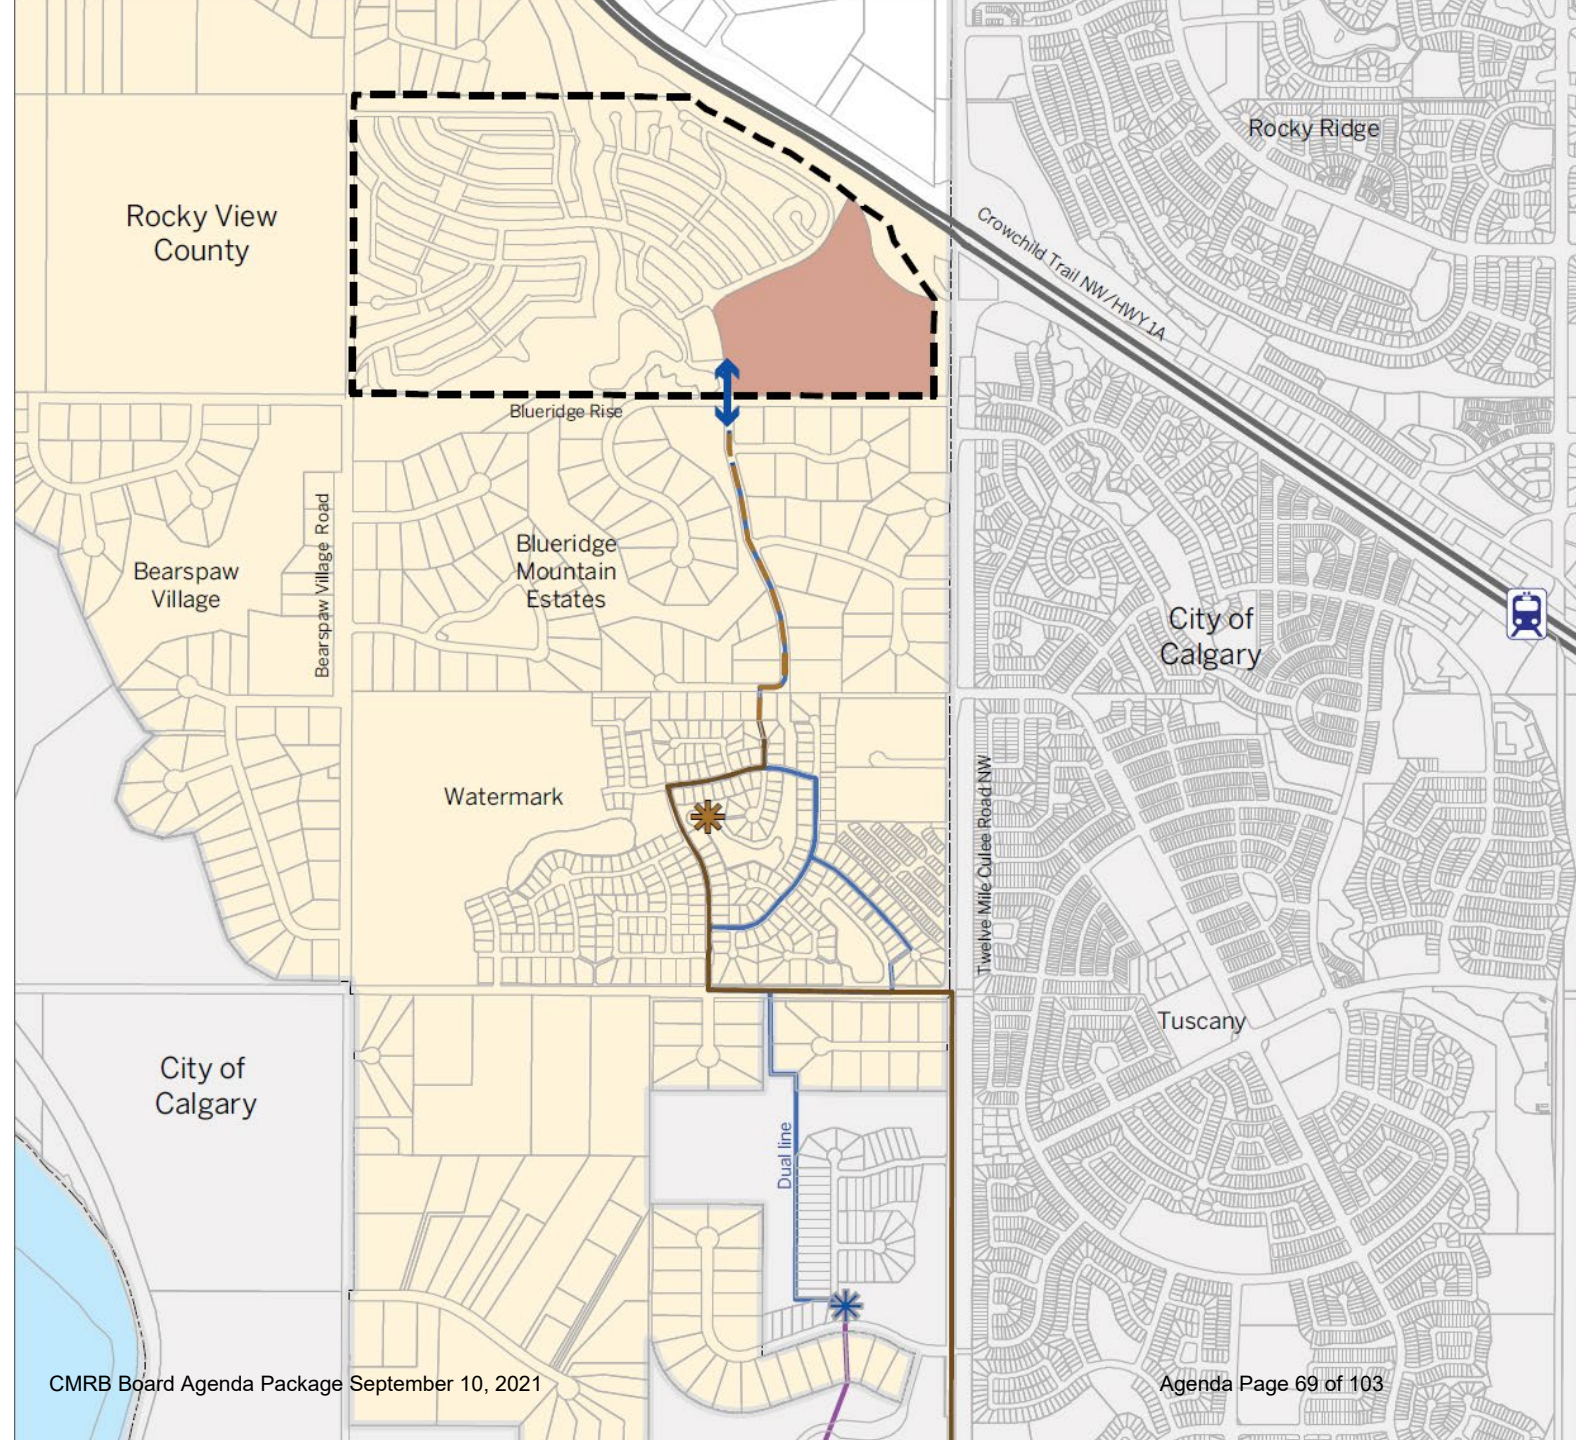 Rocky Ridge
Rocky View
County
Crowchild Trail NW/HWY 1A
Blueridge Rise
Bearspaw Village Road
Blueridge
Mountain
Estates
Bearspaw
Village
City of
Calgary
Watermark
Twelve Mile Culee Road NW
Tuscany
City of
Calgary
Dual line
CMRB Board Agenda Package September 10, 2021
Agenda Page 69 of 103